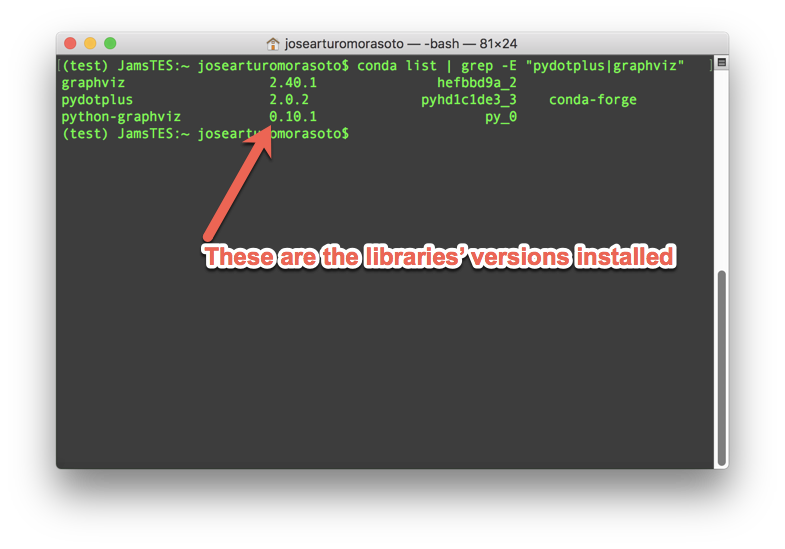 josearturomorasoto — -bash — 81×24
[(test) JamsTES:~ josearturomorasoto$ conda list | grep -E "pydotplus|graphviz" ]
graphviz 2.40.1 hefbbd9a_2
pydotplus 2.0.2 pyhd1c1de3_3 conda-forge
python-graphviz 0.10.1 py_0
(test) JamsTES:~ josearturomorasoto$
These are the libraries’ versions installed